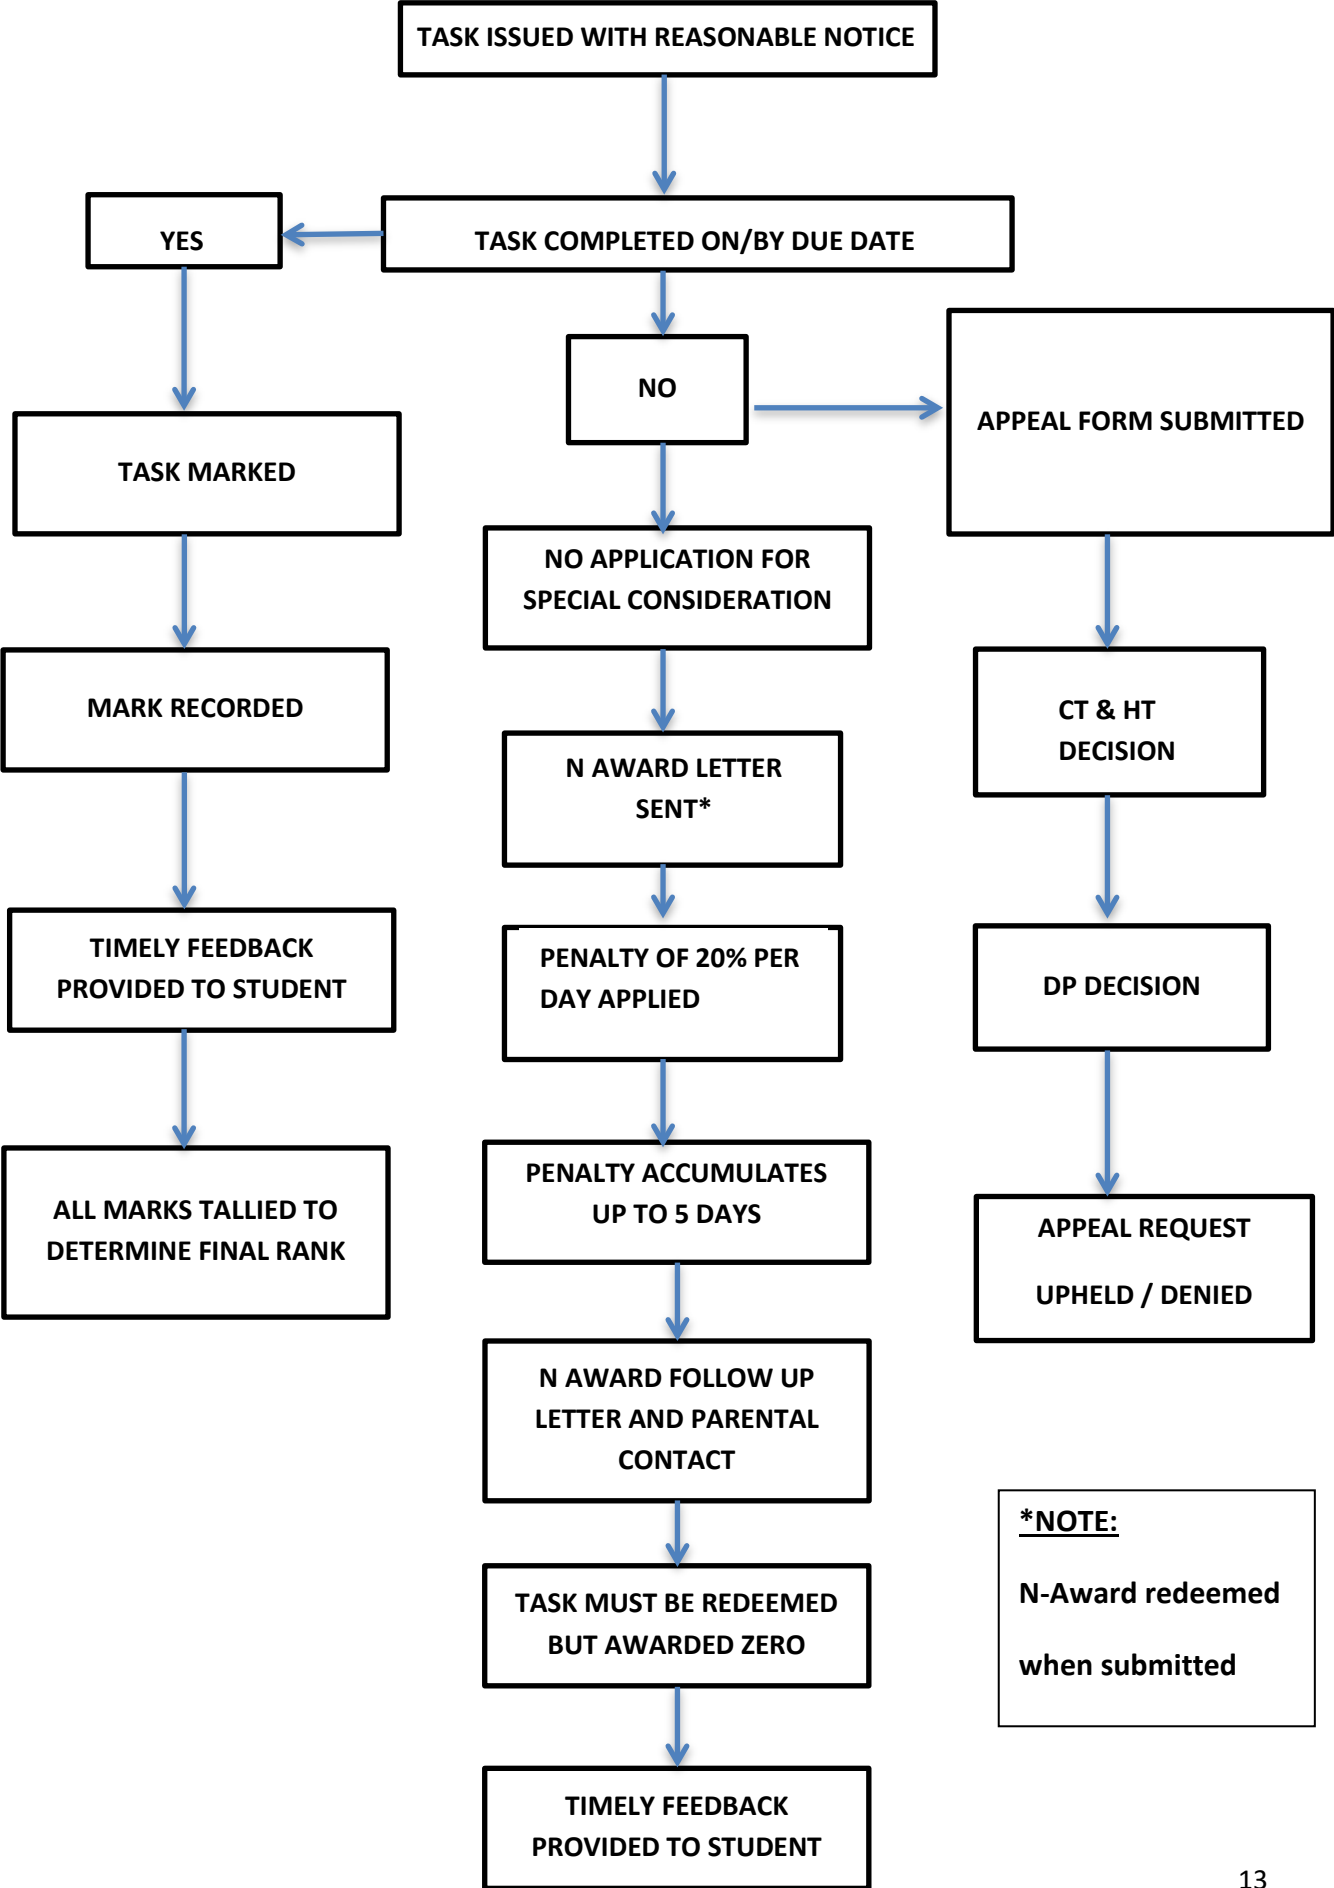 TASK ISSUED WITH REASONABLE NOTICE
YES
TASK COMPLETED ON/BY DUE DATE
NO
APPEAL FORM SUBMITTED
TASK MARKED
NO APPLICATION FOR
SPECIAL CONSIDERATION
MARK RECORDED
CT & HT
DECISION
N AWARD LETTER
SENT*
TIMELY FEEDBACK
PROVIDED TO STUDENT
PENALTY OF 20% PER
DAY APPLIED
DP DECISION
ALL MARKS TALLIED TO
DETERMINE FINAL RANK
PENALTY ACCUMULATES
UP TO 5 DAYS
APPEAL REQUEST
UPHELD / DENIED
N AWARD FOLLOW UP
LETTER AND PARENTAL
CONTACT
*NOTE:
N-Award redeemed
when submitted
TASK MUST BE REDEEMED
BUT AWARDED ZERO
TIMELY FEEDBACK
PROVIDED TO STUDENT
13